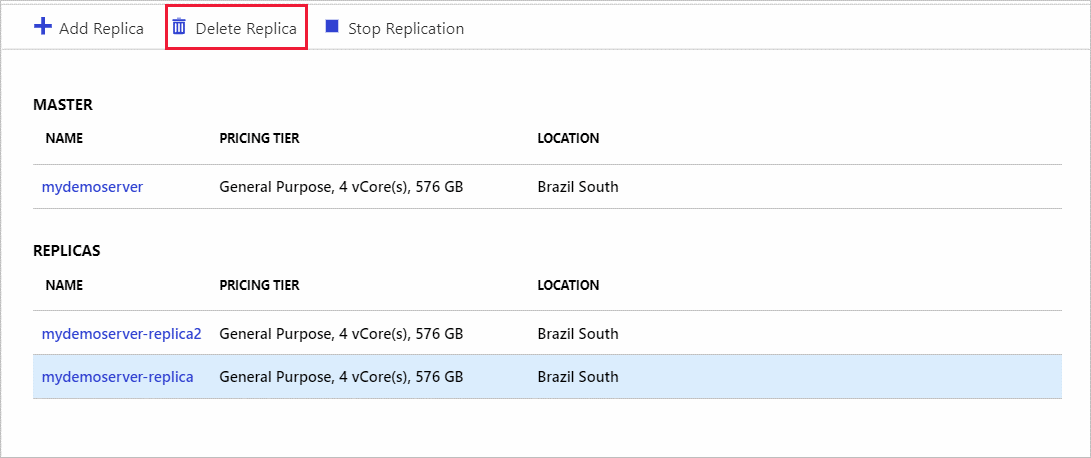 Add Replica Delete Replica Stop Replication
MASTER
NAME PRICING TIER LOCATION
mydemoserver General Purpose, 4 vCore(s), 576 GB Brazil South
REPLICAS
NAME PRICING TIER LOCATION
mydemoserver-replica2 General Purpose, 4 vCore(s), 576 GB Brazil South
mydemoserver-replica General Purpose, 4 vCore(s), 576 GB Brazil South